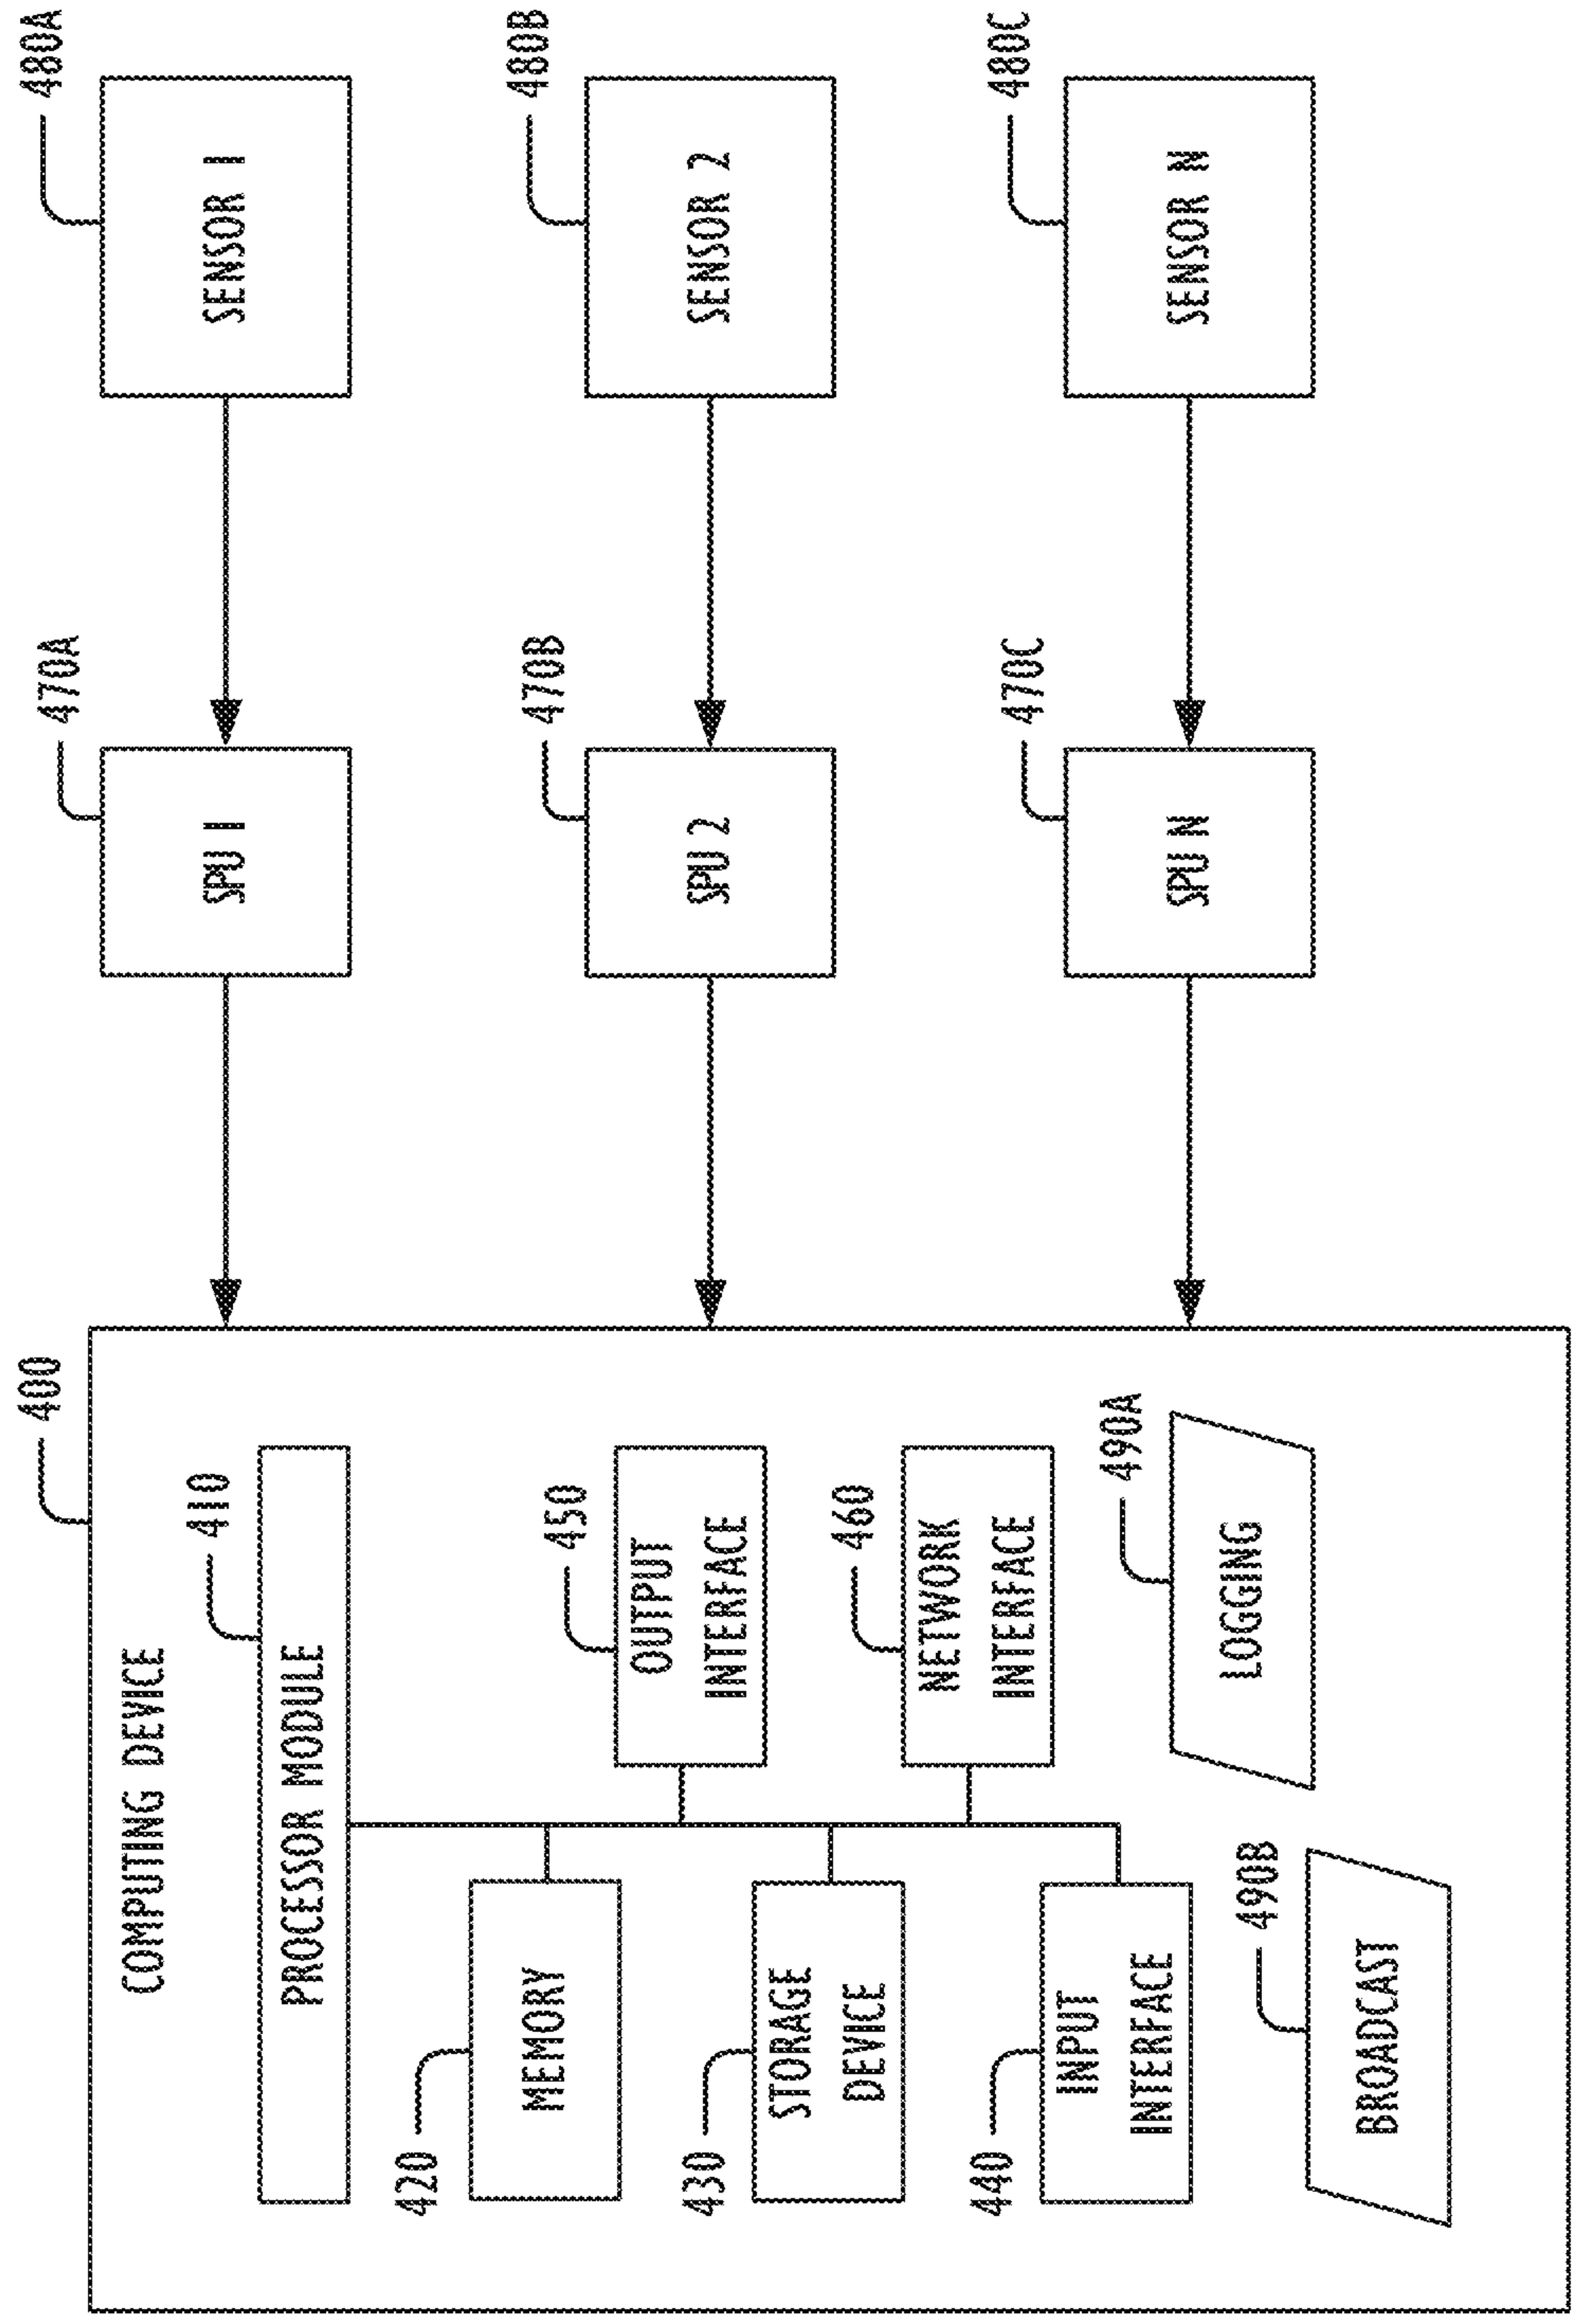 400
COMPUTING DEVICE
410
PROCESSOR MODULE
420
MEMORY
450
OUTPUT
INTERFACE
430
STORAGE
DEVICE
460
NETWORK
INTERFACE
440
INPUT
INTERFACE
490A
LOGGING
490B
BROADCAST
470A
SPU 1
480A
SENSOR 1
470B
SPU 2
480B
SENSOR 2
470C
SPU N
480C
SENSOR N